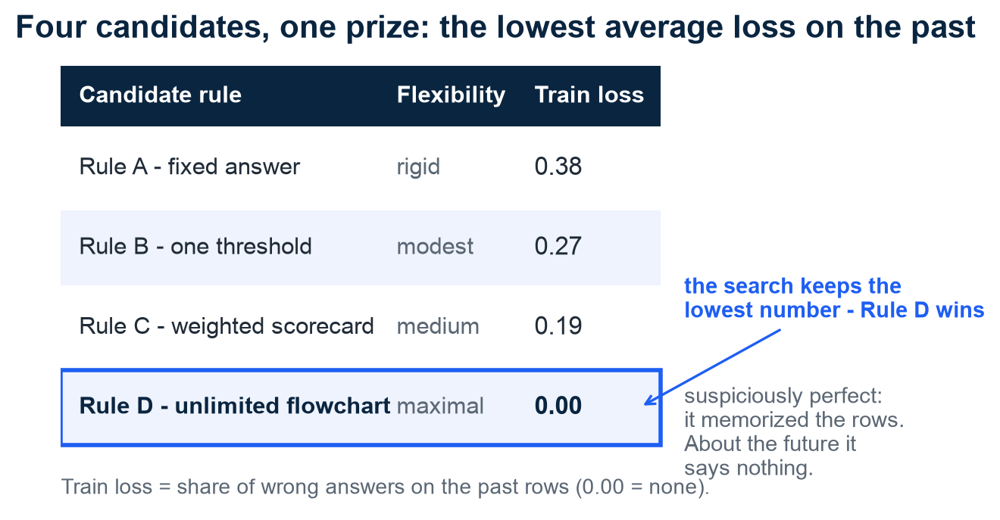 Four candidates, one prize: the lowest average loss on the past
Candidate rule Flexibility Train loss
Rule A - fixed answer rigid 0.38
Rule B - one threshold modest 0.27
Rule C - weighted scorecard medium 0.19
Rule D - unlimited flowchart maximal 0.00
the search keeps the
lowest number - Rule D wins
suspiciously perfect:
it memorized the rows.
About the future it
says nothing.
Train loss = share of wrong answers on the past rows (0.00 = none).